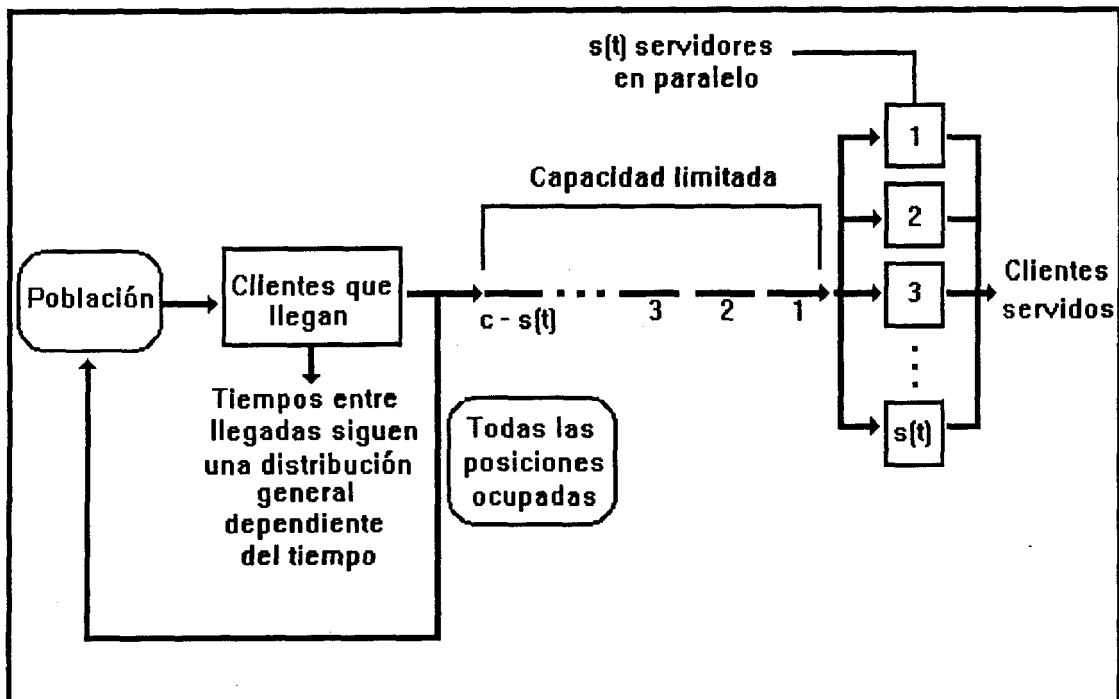 s(t) servidores
en paralelo
1
Capacidad limitada
2
Población
Clientes que
llegan
c - s(t)
3
2
1
3
Clientes
servidos
Tiempos entre
llegadas siguen
una distribución
general
dependiente
del tiempo
Todas las
posiciones
ocupadas
s(t)